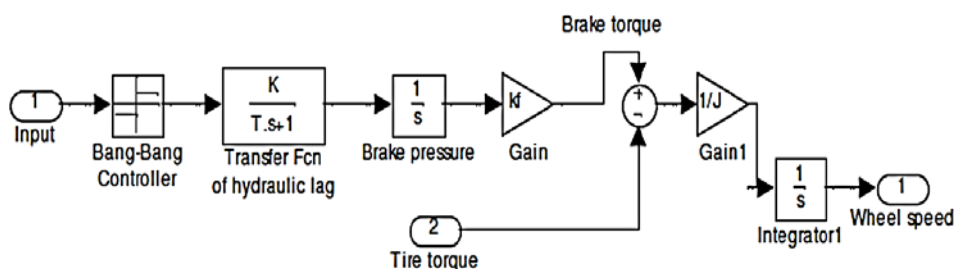 Brake torque
1
Input
Bang-Bang
Controller
K
T.s+1
Transfer Fcn
of hydraulic lag
1
s
Brake pressure
kf
Gain
+
-
1/J
Gain1
1
s
Integrator1
1
Wheel speed
2
Tire torque